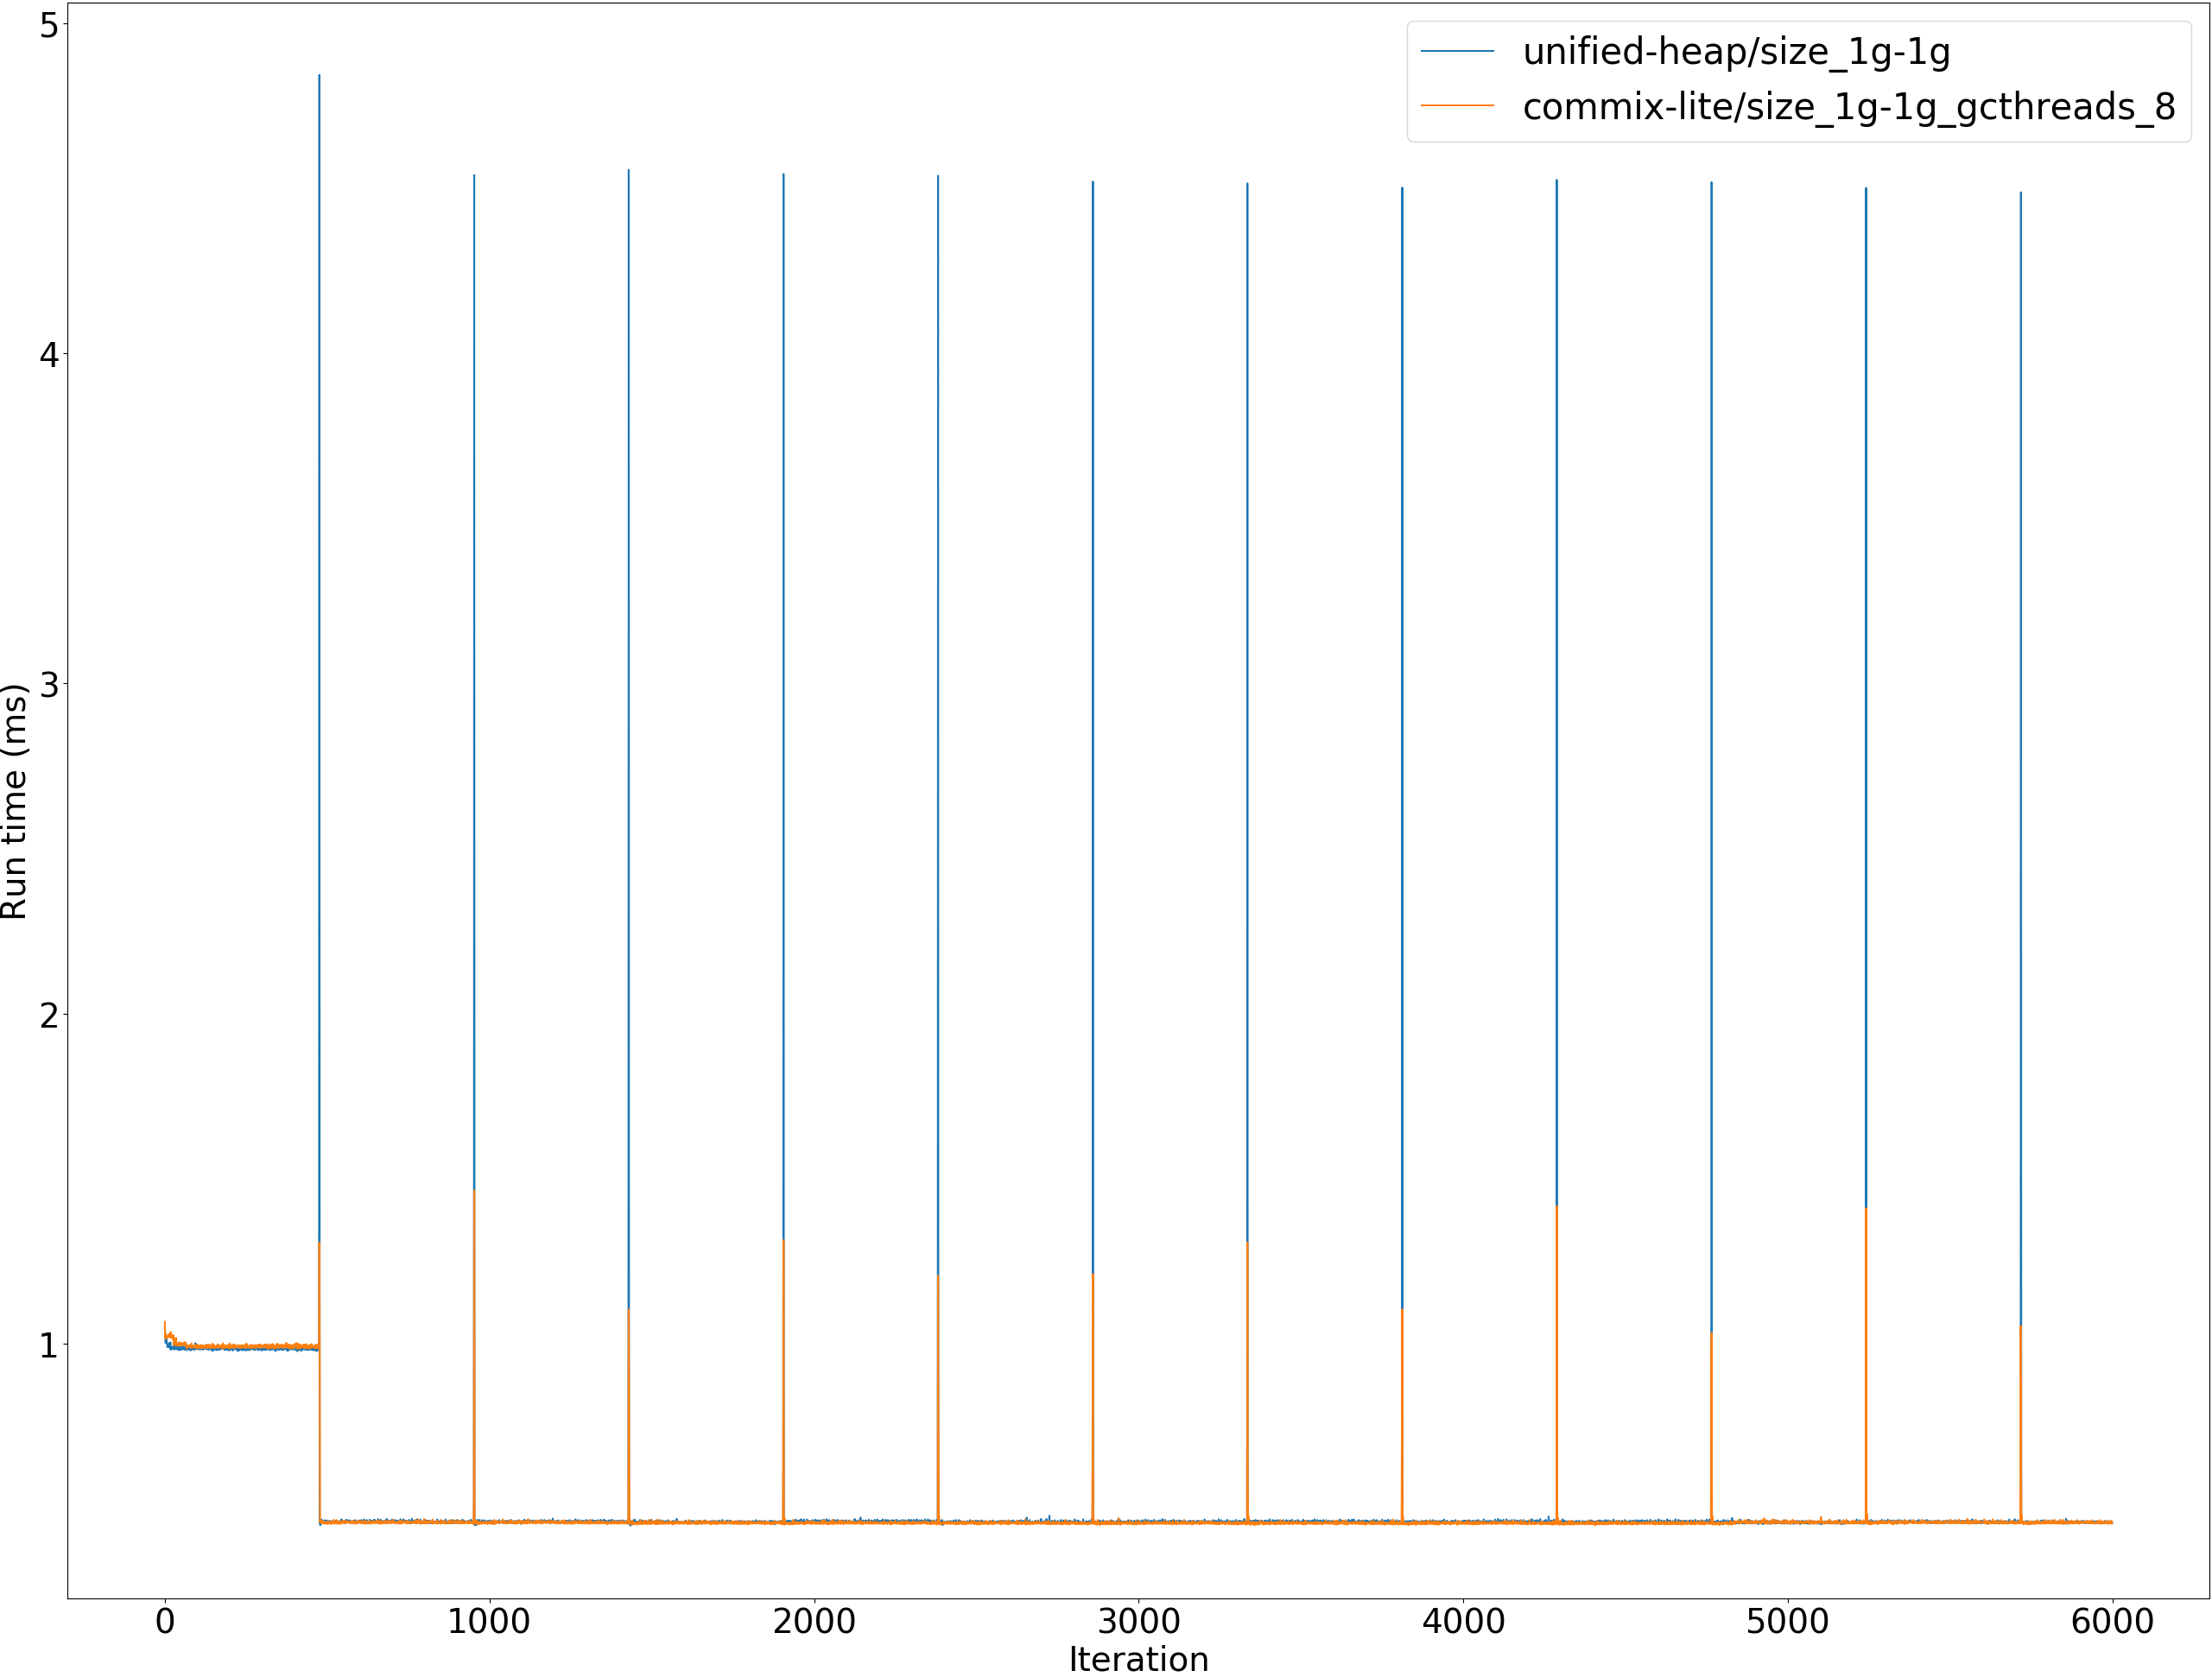 unified-heap/size_1g-1g
commix-lite/size_1g-1g_gcthreads_8
5
4
3
2
1
Run time (ms)
0 1000 2000 3000 4000 5000 6000
Iteration